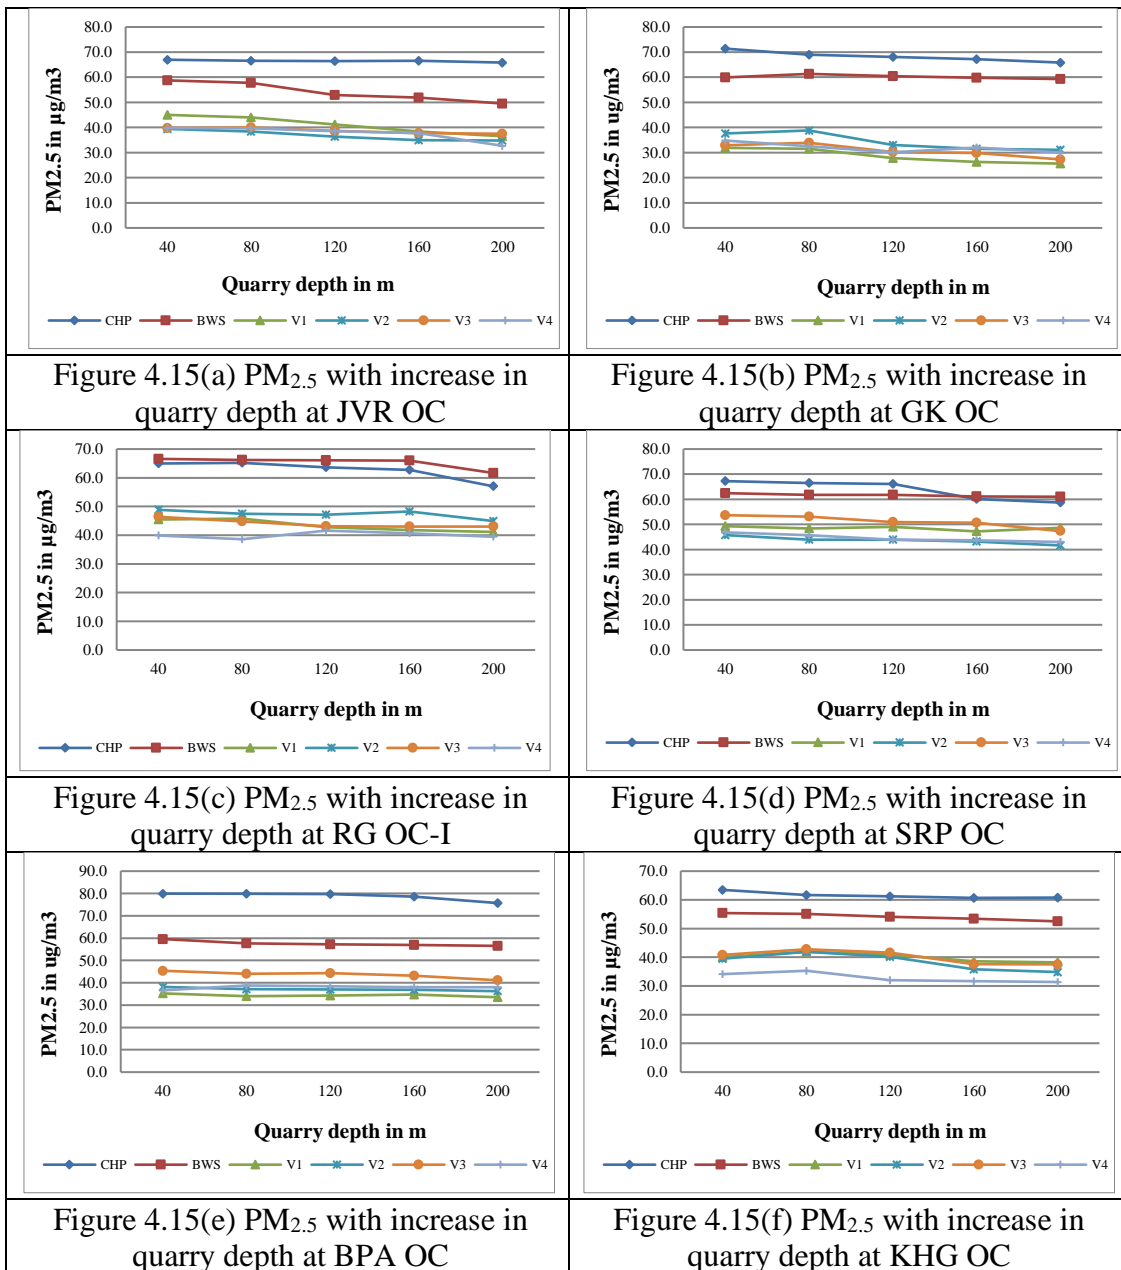 80.0
70.0
60.0
50.0
40.0
30.0
20.0
10.0
0.0
PM2.5 in µg/m3
40 80 120 160 200
Quarry depth in m
CHP BWS V1 V2 V3 V4
Figure 4.15(a) PM2.5 with increase in
quarry depth at JVR OC
80.0
70.0
60.0
50.0
40.0
30.0
20.0
10.0
0.0
PM2.5 in ug/m3
40 80 120 160 200
Quarry depth in m
CHP BWS V1 V2 V3 V4
Figure 4.15(b) PM2.5 with increase in
quarry depth at GK OC
70.0
60.0
50.0
40.0
30.0
20.0
10.0
0.0
PM2.5 in µg/m3
40 80 120 160 200
Quarry depth in m
CHP BWS V1 V2 V3 V4
Figure 4.15(c) PM2.5 with increase in
quarry depth at RG OC-I
80.0
70.0
60.0
50.0
40.0
30.0
20.0
10.0
0.0
PM2.5 in ug/m3
40 80 120 160 200
Quarry depth in m
CHP BWS V1 V2 V3 V4
Figure 4.15(d) PM2.5 with increase in
quarry depth at SRP OC
90.0
80.0
70.0
60.0
50.0
40.0
30.0
20.0
10.0
0.0
PM2.5 in ug/m3
40 80 120 160 200
Quarry depth in m
CHP BWS V1 V2 V3 V4
Figure 4.15(e) PM2.5 with increase in
quarry depth at BPA OC
70.0
60.0
50.0
40.0
30.0
20.0
10.0
0.0
PM2.5 in µg/m3
40 80 120 160 200
Quarry depth in m
CHP BWS V1 V2 V3 V4
Figure 4.15(f) PM2.5 with increase in
quarry depth at KHG OC